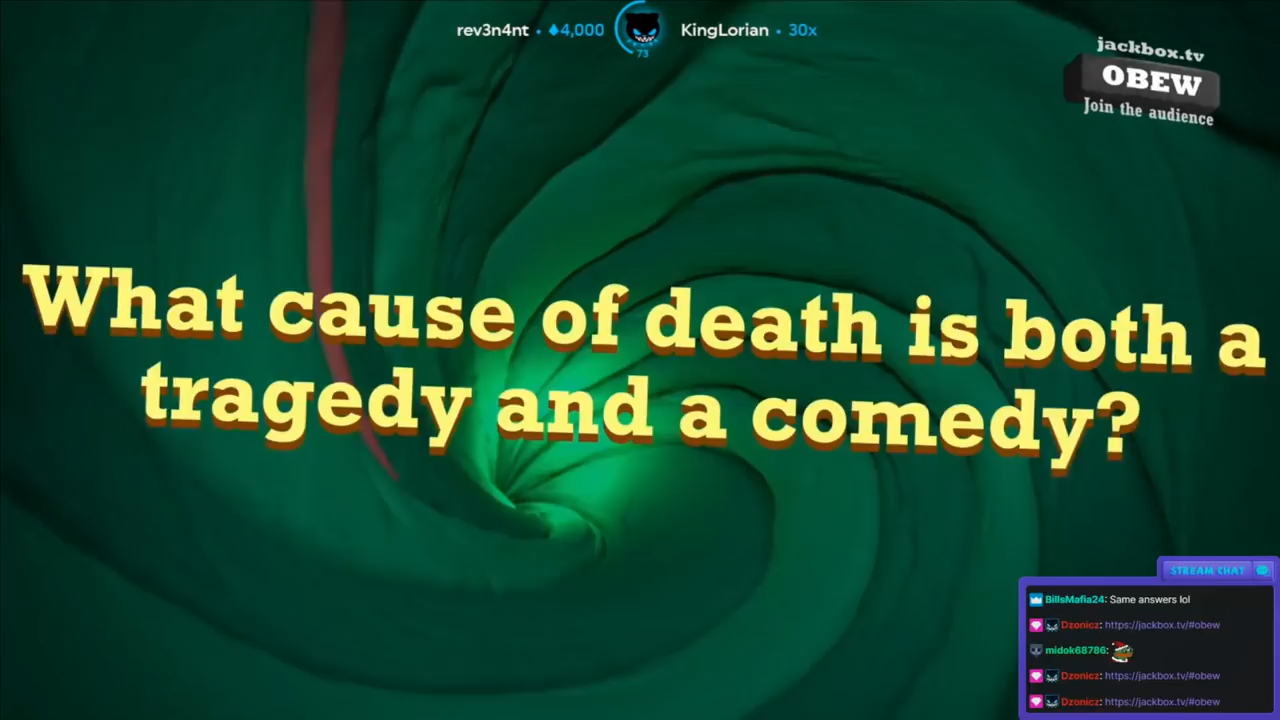 rev3n4nt • 4,000
73
KingLorian • 30x
jackbox.tv
OBEW
Join the audience
What cause of death is both a
tragedy and a comedy?
STREAM CHAT
BillsMafia24: Same answers lol
Dzonicz: https://jackbox.tv/#obew
midok68786:
Dzonicz: https://jackbox.tv/#obew
Dzonicz: https://jackbox.tv/#obew